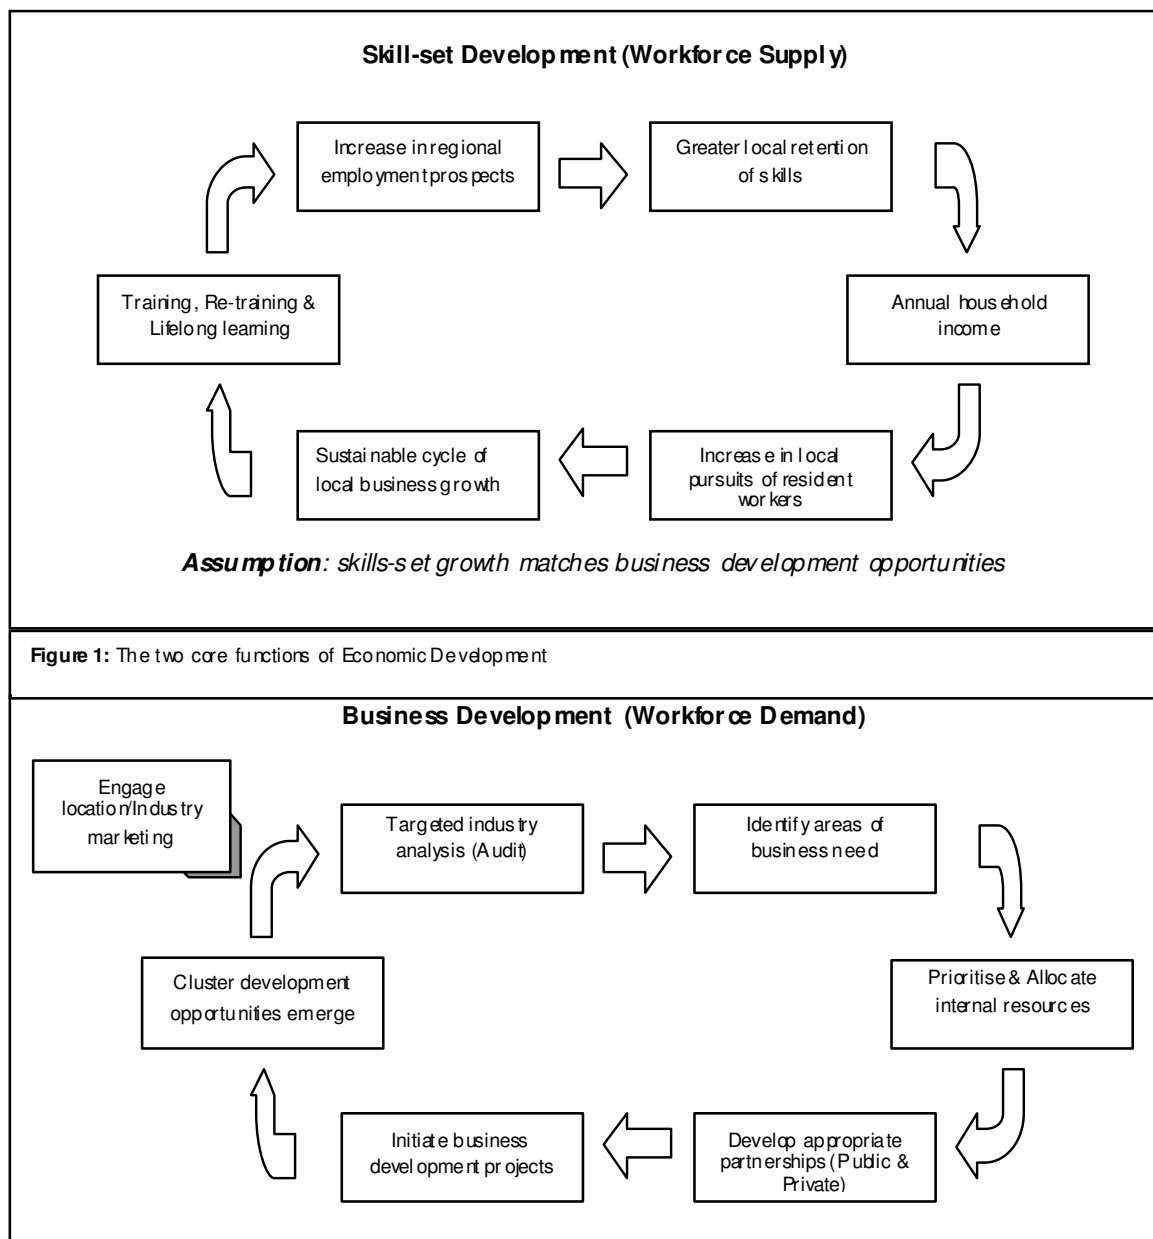 Skill-set Development (Workforce Supply)
Increase in regional
employment prospects
Greater local retention
of skills
Training, Re-training &
Lifelong learning
Annual household
income
Sustainable cycle of
local business growth
Increase in local
pursuits of resident
workers
Assumption: skills-set growth matches business development opportunities
Figure 1: The two core functions of Economic Development
Business Development (Workforce Demand)
Engage
location/Industry
marketing
Targeted industry
analysis (Audit)
Identify areas of
business need
Cluster development
opportunities emerge
Prioritise & Allocate
internal resources
Initiate business
development projects
Develop appropriate
partnerships (Public &
Private)